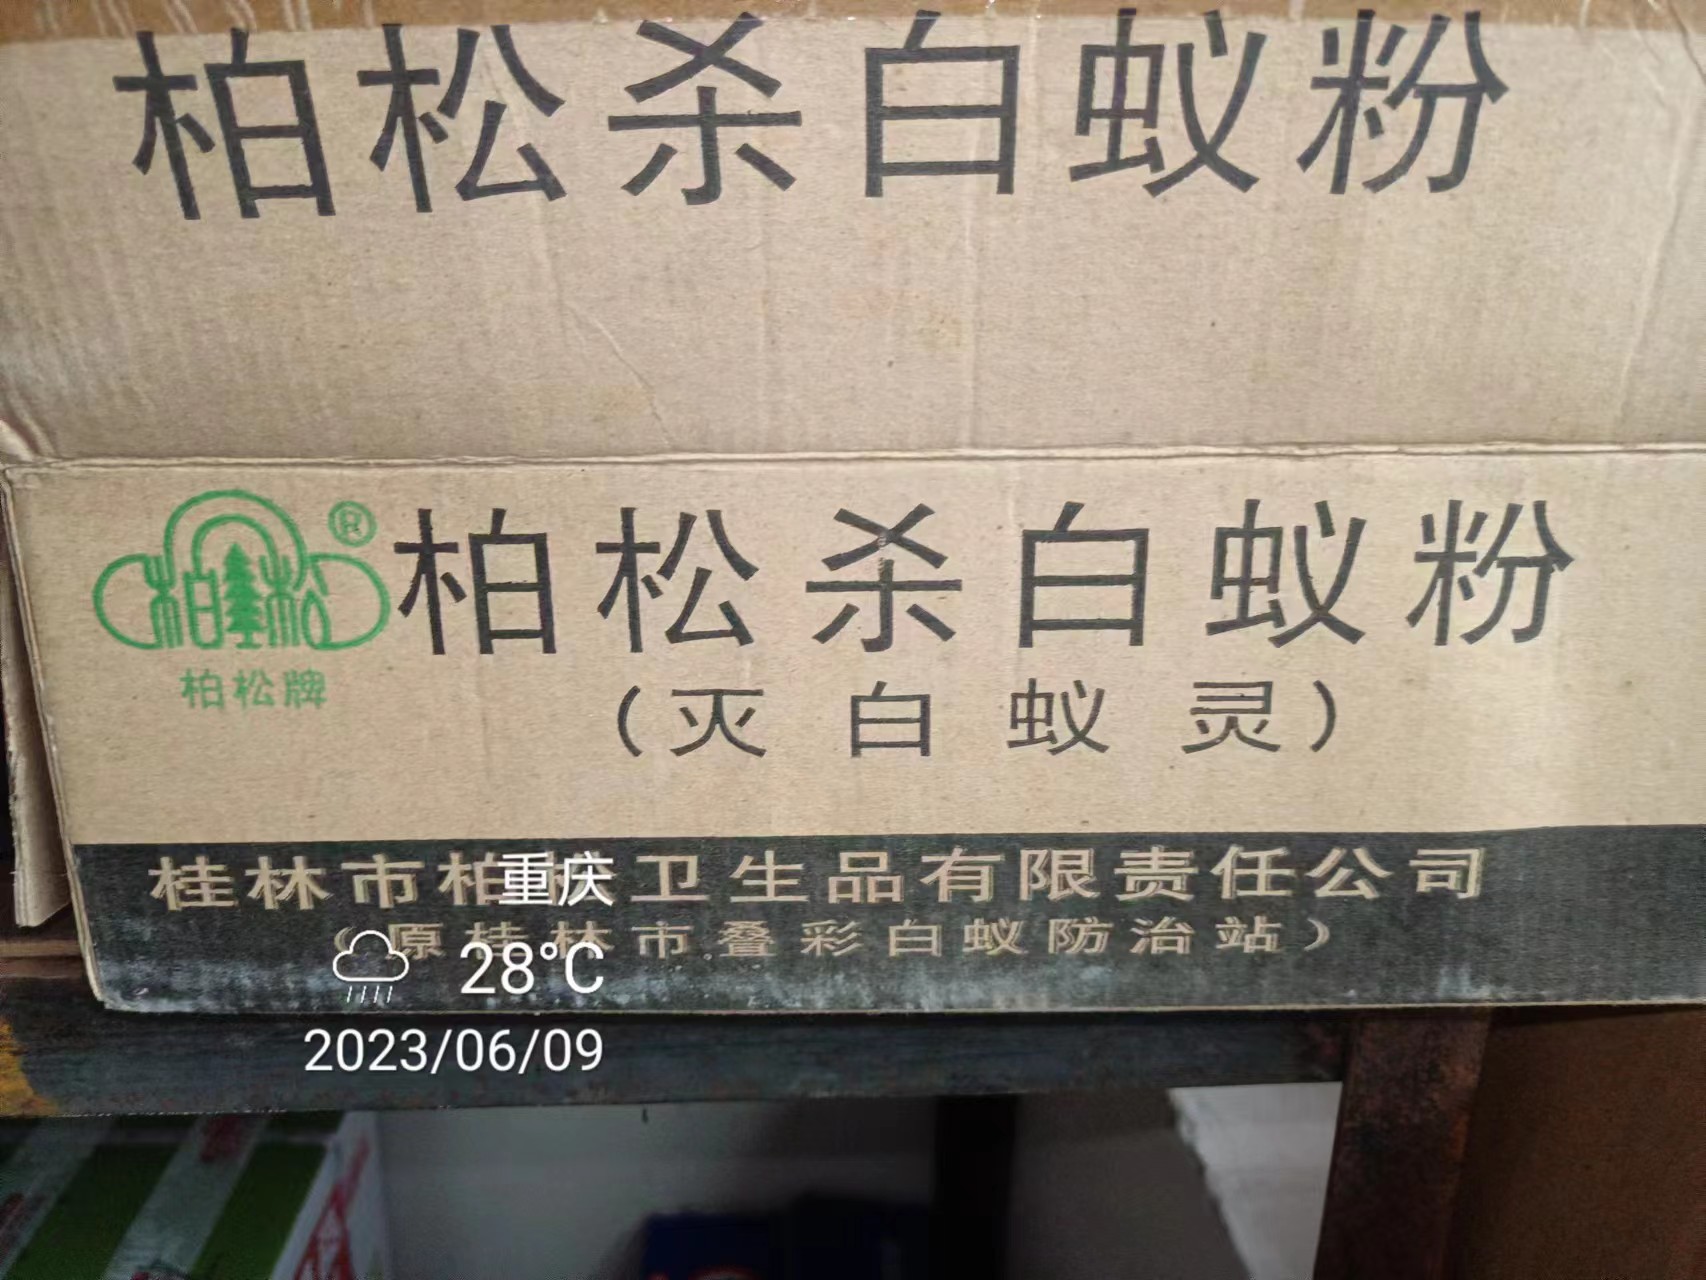 柏松杀白蚁粉
柏松
®
柏松杀白蚁粉
柏松牌
(灭白蚁灵)
桂林市柏 卫生品有限责任公司
重庆
(原桂林市叠彩白蚁防治站)
28°C
2023/06/09